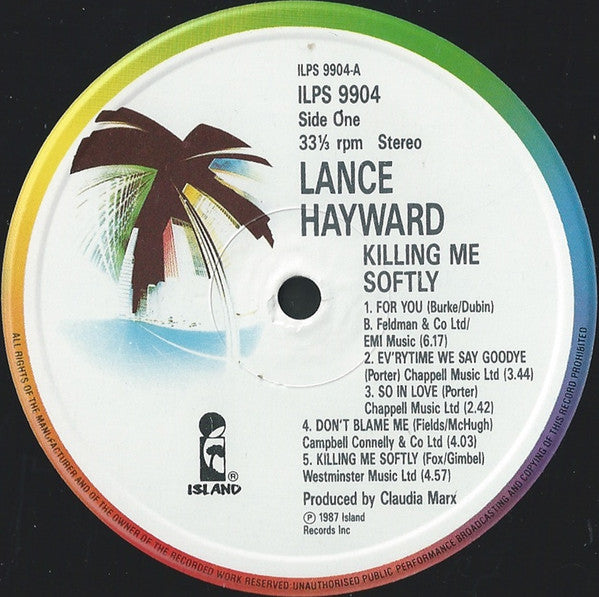 ILPS 9904-A
ILPS 9904
Side One
33⅓ rpm Stereo
LANCE
HAYWARD
KILLING ME
SOFTLY
1. FOR YOU (Burke/Dubin)
B. Feldman & Co Ltd/
EMI Music (6.17)
2. EV'RYTIME WE SAY GOODYE
(Porter) Chappell Music Ltd (3.44)
3. SO IN LOVE (Porter)
Chappell Music Ltd (2.42)
4. DON'T BLAME ME (Fields/McHugh)
Campbell Connelly & Co Ltd (4.03)
5. KILLING ME SOFTLY (Fox/Gimbel)
Westminster Music Ltd (4.57)
Produced by Claudia Marx
℗ 1987 Island
Records Inc
ISLAND®
ALL RIGHTS OF THE MANUFACTURER AND OF THE OWNER OF THE RECORDED WORK RESERVED·UNAUTHORISED PUBLIC PERFORMANCE BROADCASTING AND COPYING OF THIS RECORD PROHIBITED